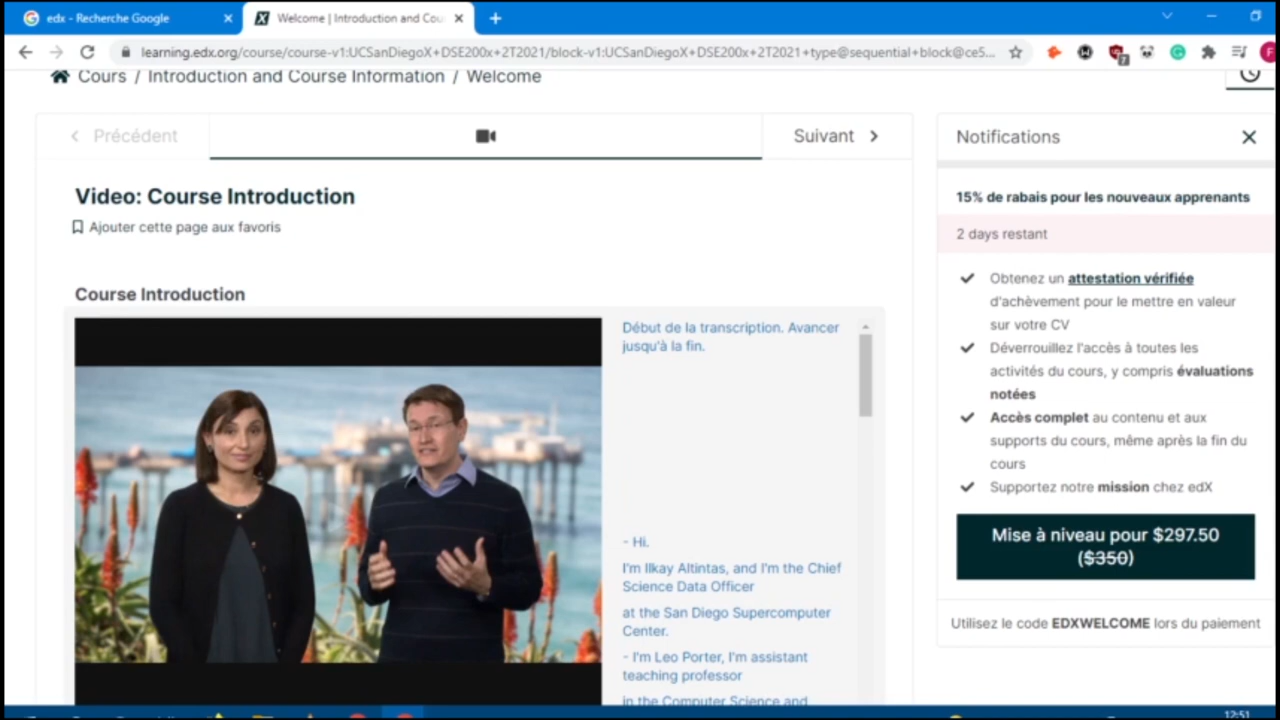 edx - Recherche Google
Welcome | Introduction and Cou
learning.edx.org/course/course-v1:UCSanDiegoX+DSE200x+2T2021/block-v1:UCSanDiegoX+DSE200x+2T2021+type@sequential+block@ce5...
Cours / Introduction and Course Information / Welcome
Précédent
Suivant
Video: Course Introduction
Ajouter cette page aux favoris
Course Introduction
Début de la transcription. Avancer
jusqu'à la fin.
- Hi.
I'm Ilkay Altintas, and I'm the Chief
Science Data Officer
at the San Diego Supercomputer
Center.
- I'm Leo Porter, I'm assistant
teaching professor
in the Computer Science and
Notifications
15% de rabais pour les nouveaux apprenants
2 days restant
Obtenez un attestation vérifiée
d'achèvement pour le mettre en valeur
sur votre CV
Déverrouillez l'accès à toutes les
activités du cours, y compris évaluations
notées
Accès complet au contenu et aux
supports du cours, même après la fin du
cours
Supportez notre mission chez edX
Mise à niveau pour $297.50
($350)
Utilisez le code EDXWELCOME lors du paiement
12:51